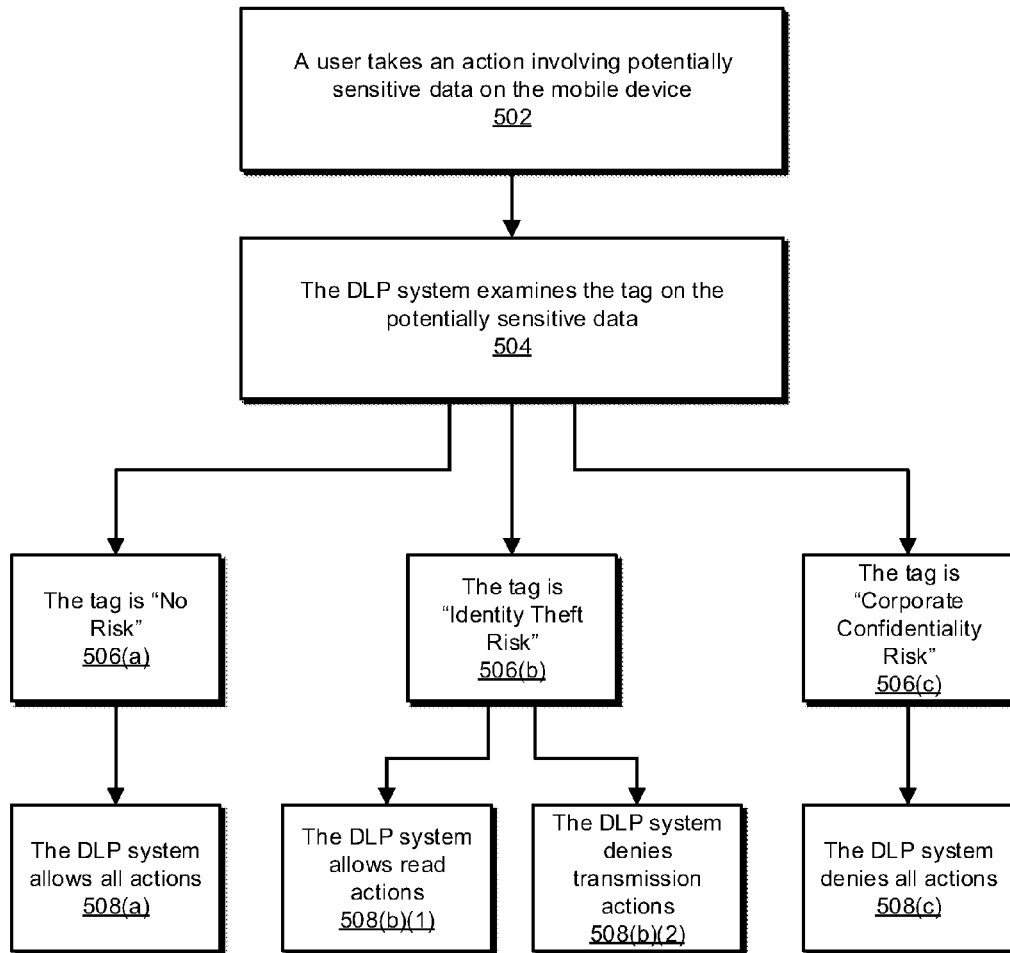 A user takes an action involving potentially
sensitive data on the mobile device
502
The DLP system examines the tag on the
potentially sensitive data
504
The tag is “No
Risk”
506(a)
The tag is
“Identity Theft
Risk”
506(b)
The tag is
“Corporate
Confidentiality
Risk”
506(c)
The DLP system
allows all actions
508(a)
The DLP system
allows read
actions
508(b)(1)
The DLP system
denies
transmission
actions
508(b)(2)
The DLP system
denies all actions
508(c)